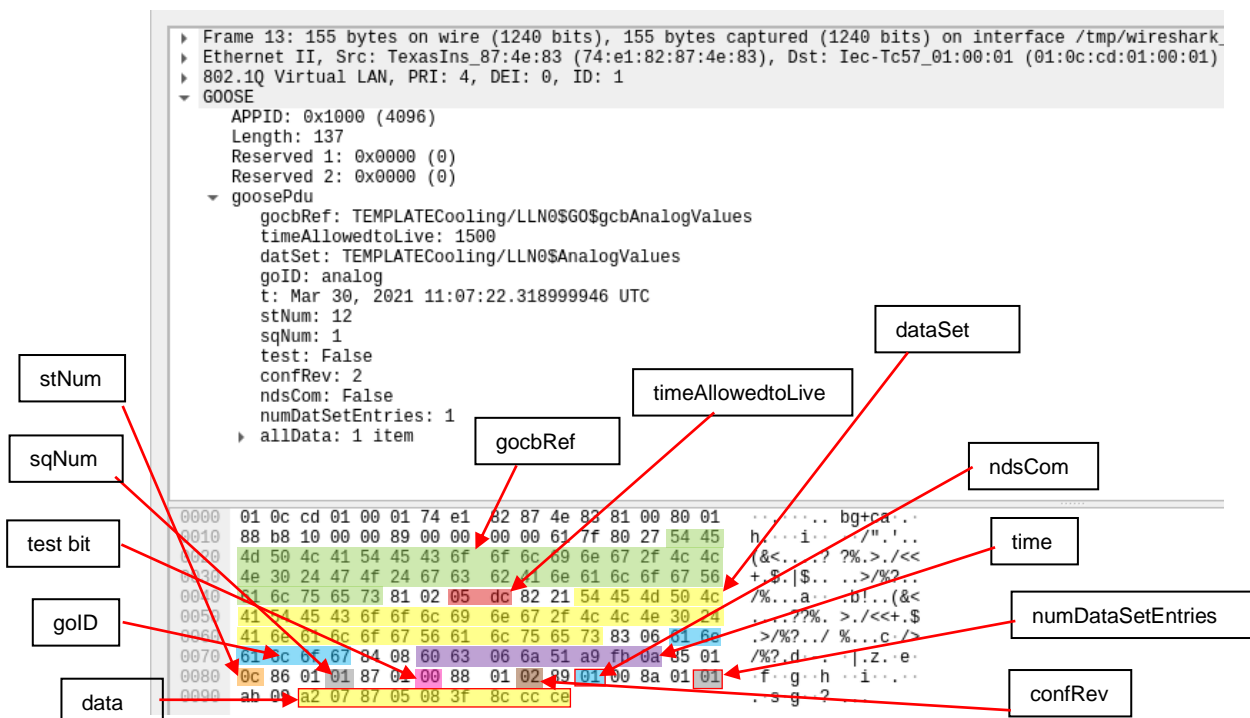 Frame 13: 155 bytes on wire (1240 bits), 155 bytes captured (1240 bits) on interface /tmp/wireshark_
Ethernet II, Src: TexasIns_87:4e:83 (74:e1:82:87:4e:83), Dst: Iec-Tc57_01:00:01 (01:0c:cd:01:00:01)
802.1Q Virtual LAN, PRI: 4, DEI: 0, ID: 1
GOOSE
APPID: 0x1000 (4096)
Length: 137
Reserved 1: 0x0000 (0)
Reserved 2: 0x0000 (0)
goosePdu
gocbRef: TEMPLATECooling/LLN0$GO$gcbAnalogValues
timeAllowedtoLive: 1500
datSet: TEMPLATECooling/LLN0$AnalogValues
goID: analog
t: Mar 30, 2021 11:07:22.318999946 UTC
stNum: 12
sqNum: 1
test: False
confRev: 2
ndsCom: False
numDatSetEntries: 1
allData: 1 item
dataSet
stNum
timeAllowedtoLive
gocbRef
sqNum
ndsCom
test bit
time
goID
numDataSetEntries
data
confRev
0000 01 0c cd 01 00 01 74 e1 82 87 4e 83 81 00 80 01
0010 88 b8 10 00 00 89 00 00 00 00 61 7f 80 27 54 45
0020 4d 50 4c 41 54 45 43 6f 6f 6c 69 6e 67 2f 4c 4c
0030 4e 30 24 47 4f 24 67 63 62 41 6e 61 6c 6f 67 56
0040 61 6c 75 65 73 81 02 05 dc 82 21 54 45 4d 50 4c
0050 41 54 45 43 6f 6f 6c 69 6e 67 2f 4c 4c 4e 30 24
0060 41 6e 61 6c 6f 67 56 61 6c 75 65 73 83 06 61 6e
0070 61 6c 6f 67 84 08 60 63 06 6a 51 a9 fb 0a 85 01
0080 0c 86 01 01 87 01 00 88 01 02 89 01 00 8a 01 01
0090 ab 09 a2 07 87 05 08 3f 8c cc ce